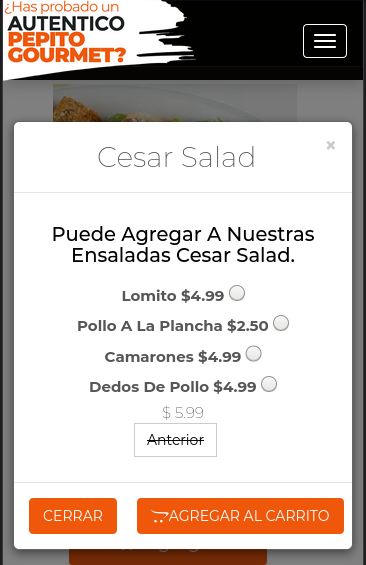 ¿Has probado un
AUTENTICO
PEPITO
GOURMET?
×
Cesar Salad
Puede Agregar A Nuestras
Ensaladas Cesar Salad.
Lomito $4.99
Pollo A La Plancha $2.50
Camarones $4.99
Dedos De Pollo $4.99
$ 5.99
Anterior
CERRAR
AGREGAR AL CARRITO